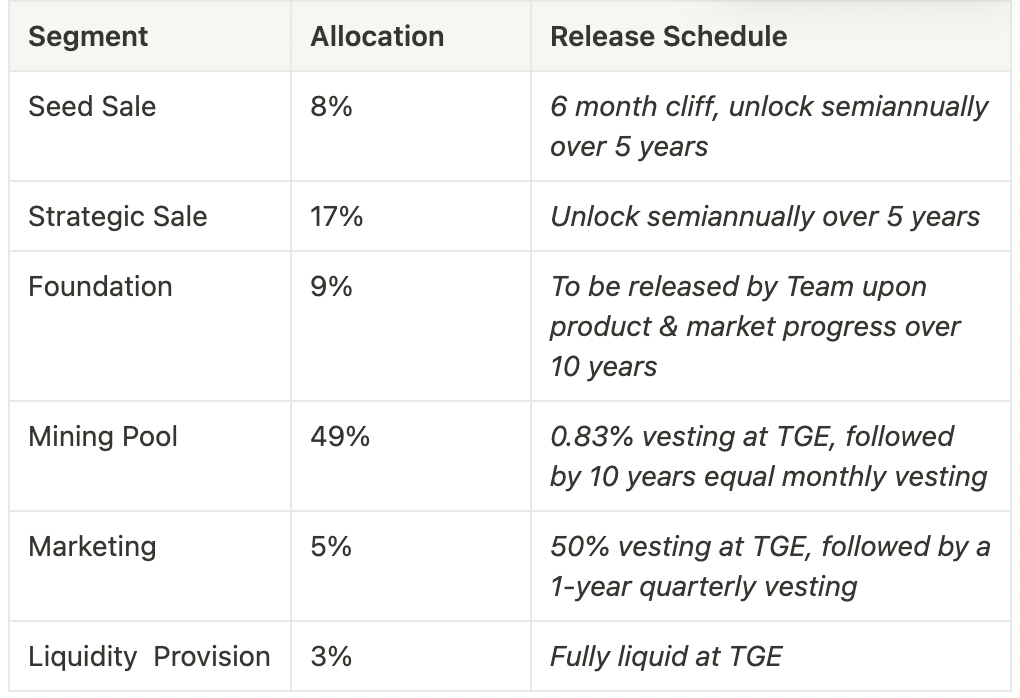 Segment Allocation Release Schedule
Seed Sale 8% 6 month cliff, unlock semiannually
over 5 years
Strategic Sale 17% Unlock semiannually over 5 years
Foundation 9% To be released by Team upon
product & market progress over
10 years
Mining Pool 49% 0.83% vesting at TGE, followed
by 10 years equal monthly vesting
Marketing 5% 50% vesting at TGE, followed by a
1-year quarterly vesting
Liquidity  Provision 3% Fully liquid at TGE